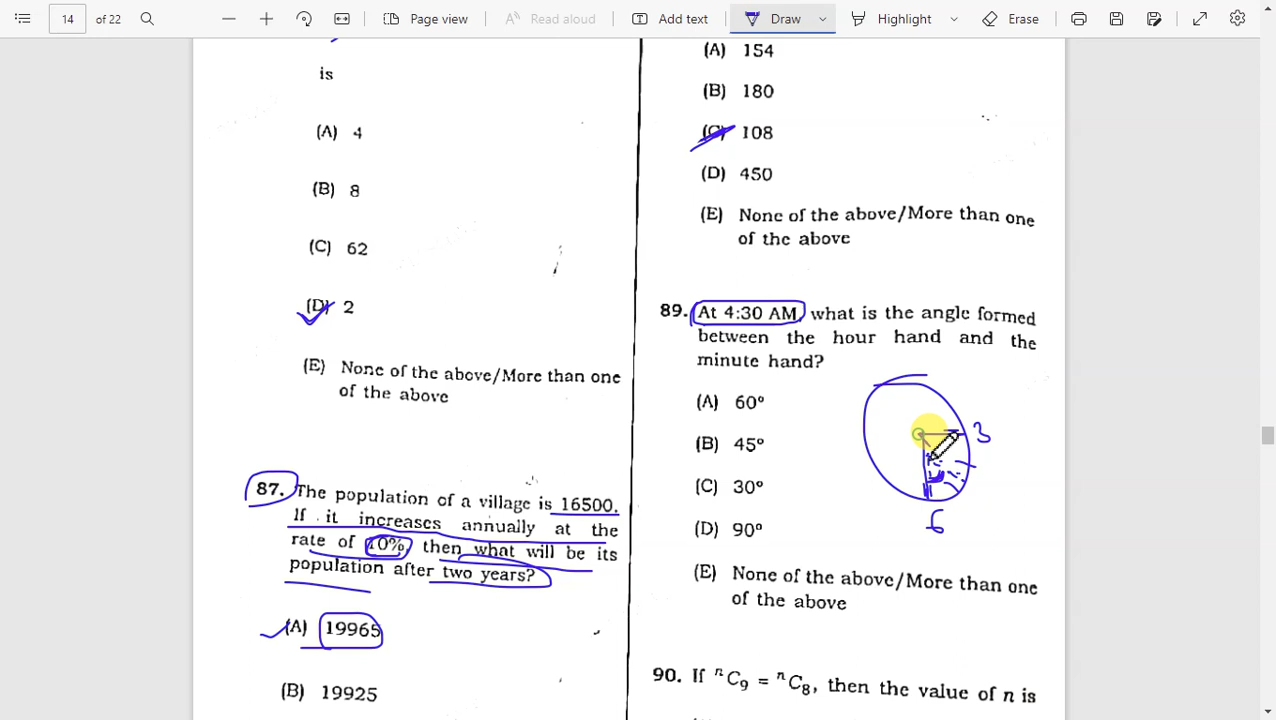 14 of 22 Page view Read aloud Add text Draw Highlight Erase
is
(A) 4
(B) 8
(C) 62
(D) 2
(E) None of the above/More than one
of the above
87. The population of a village is 16500.
If it increases annually at the
rate of 10%, then what will be its
population after two years?
(A) 19965
(B) 19925
(A) 154
(B) 180
(C) 108
(D) 450
(E) None of the above/More than one
of the above
89. At 4:30 AM, what is the angle formed
between the hour hand and the
minute hand?
(A) 60°
(B) 45°
(C) 30°
(D) 90°
3
6
(E) None of the above/More than one
of the above
90. If ⁿC₉ = ⁿC₈, then the value of n is